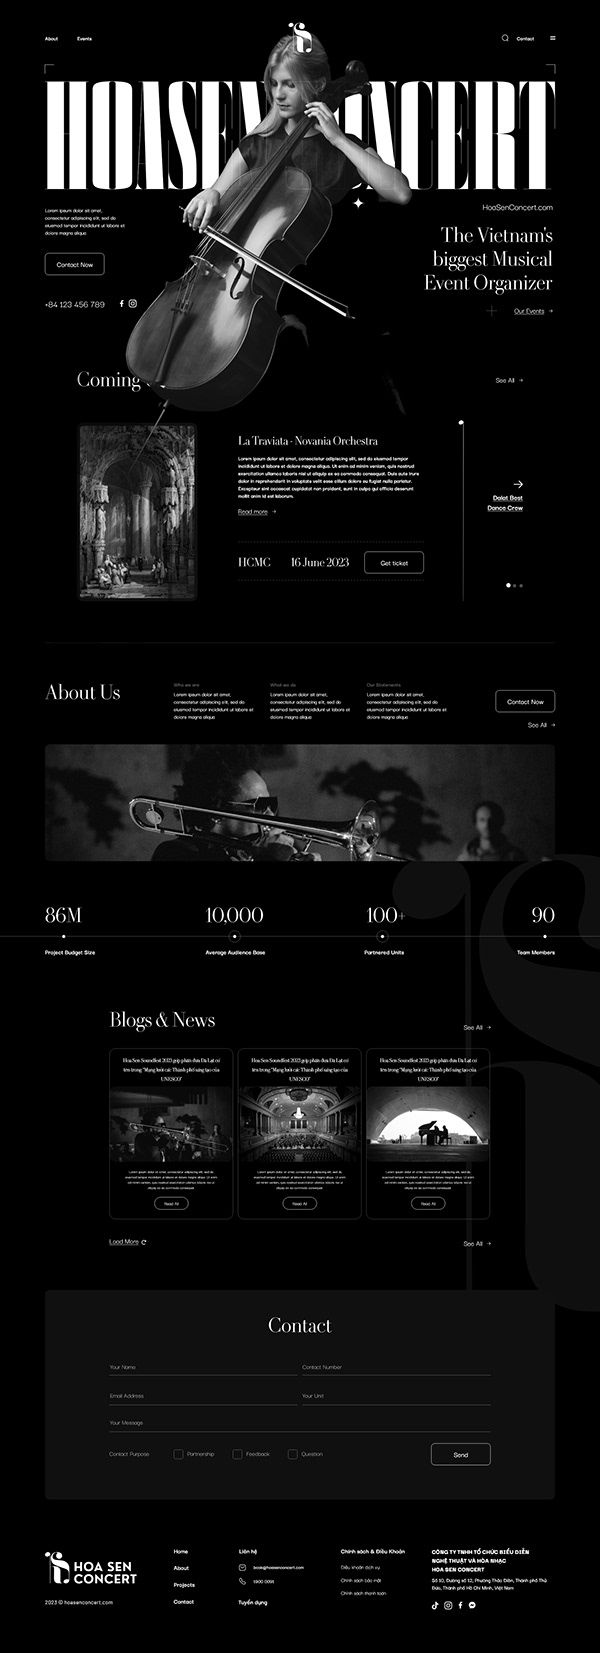 About
Events
Contact
HOASEN CONCERT
Lorem ipsum dolor sit amet,
consectetur adipiscing elit, sed do
eiusmod tempor incididunt ut labore et
dolore magna aliqua.
Contact Now
+84 123 456 789
HoaSenConcert.com
The Vietnam's
biggest Musical
Event Organizer
Our Events
Coming
See All
La Traviata - Novania Orchestra
Lorem ipsum dolor sit amet, consectetur adipiscing elit, sed do eiusmod tempor
incididunt ut labore et dolore magna aliqua. Ut enim ad minim veniam, quis nostrud
exercitation ullamco laboris nisi ut aliquip ex ea commodo consequat. Duis aute irure
dolor in reprehenderit in voluptate velit esse cillum dolore eu fugiat nulla pariatur.
Excepteur sint occaecat cupidatat non proident, sunt in culpa qui officia deserunt
mollit anim id est laborum.
Read more
HCMC
16 June 2023
Get ticket
Dalat Best
Dance Crew
About Us
Who we are
Lorem ipsum dolor sit amet,
consectetur adipiscing elit, sed do
eiusmod tempor incididunt ut labore et
dolore magna aliqua
What we do
Lorem ipsum dolor sit amet,
consectetur adipiscing elit, sed do
eiusmod tempor incididunt ut labore et
dolore magna aliqua
Our Statements
Lorem ipsum dolor sit amet,
consectetur adipiscing elit, sed do
eiusmod tempor incididunt ut labore et
dolore magna aliqua
Contact Now
See All
86M
Project Budget Size
10,000
Average Audience Base
100+
Partnered Units
90
Team Members
Blogs & News
See All
Hoa Sen Soundfest 2023 góp phần đưa Đà Lạt có
tên trong "Mạng lưới các Thành phố sáng tạo của
UNESCO"
Lorem ipsum dolor sit amet, consectetur adipiscing elit, sed do
eiusmod tempor incididunt ut labore et dolore magna aliqua. Ut enim
ad minim veniam, quis nostrud exercitation ullamco laboris nisi ut
aliquip ex ea commodo consequat
Read All
Hoa Sen Soundfest 2023 góp phần đưa Đà Lạt có
tên trong "Mạng lưới các Thành phố sáng tạo của
UNESCO"
Lorem ipsum dolor sit amet, consectetur adipiscing elit, sed do
eiusmod tempor incididunt ut labore et dolore magna aliqua. Ut enim
ad minim veniam, quis nostrud exercitation ullamco laboris nisi ut
aliquip ex ea commodo consequat
Read All
Hoa Sen Soundfest 2023 góp phần đưa Đà Lạt có
tên trong "Mạng lưới các Thành phố sáng tạo của
UNESCO"
Lorem ipsum dolor sit amet, consectetur adipiscing elit, sed do
eiusmod tempor incididunt ut labore et dolore magna aliqua. Ut enim
ad minim veniam, quis nostrud exercitation ullamco laboris nisi ut
aliquip ex ea commodo consequat
Read All
Load More
See All
Contact
Your Name
Contact Number
Email Address
Your Unit
Your Message
Contact Purpose
Partnership
Feedback
Question
Send
HOA SEN
CONCERT
2023 © hoasenconcert.com
Home
About
Projects
Contact
Liên hệ
book@hoasenconcert.com
Tuyển dụng
Chính sách & Điều Khoản
Điều khoản dịch vụ
Chính sách bảo mật
Chính sách thanh toán
CÔNG TY TNHH TỔ CHỨC BIỂU DIỄN
NGHỆ THUẬT VÀ HÒA NHẠC
HOA SEN CONCERT
Số 10, Đường số 12, Phường Thảo Điền, Thành phố Thủ
Đức, Thành phố Hồ Chí Minh, Việt Nam